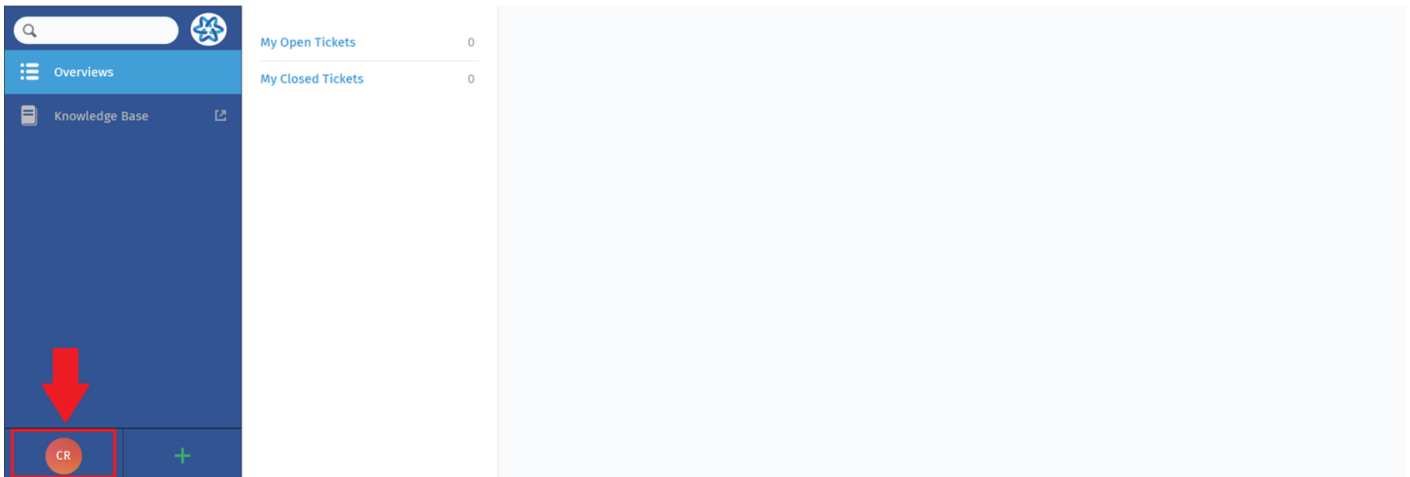 Overviews
Knowledge Base
My Open Tickets 0
My Closed Tickets 0
CR